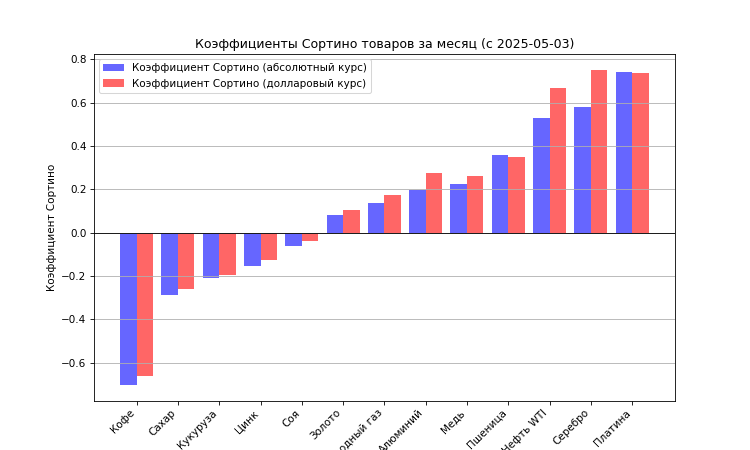 Коэффициенты Сортино товаров за месяц (с 2025-05-03)
Коэффициент Сортино (абсолютный курс)
Коэффициент Сортино (долларовый курс)
Коэффициент Сортино
0.8
0.6
0.4
0.2
0.0
−0.2
−0.4
−0.6
Кофе
Сахар
Кукуруза
Цинк
Соя
Золото
одный газ
Алюминий
Медь
Пшеница
Нефть WTI
Серебро
Платина